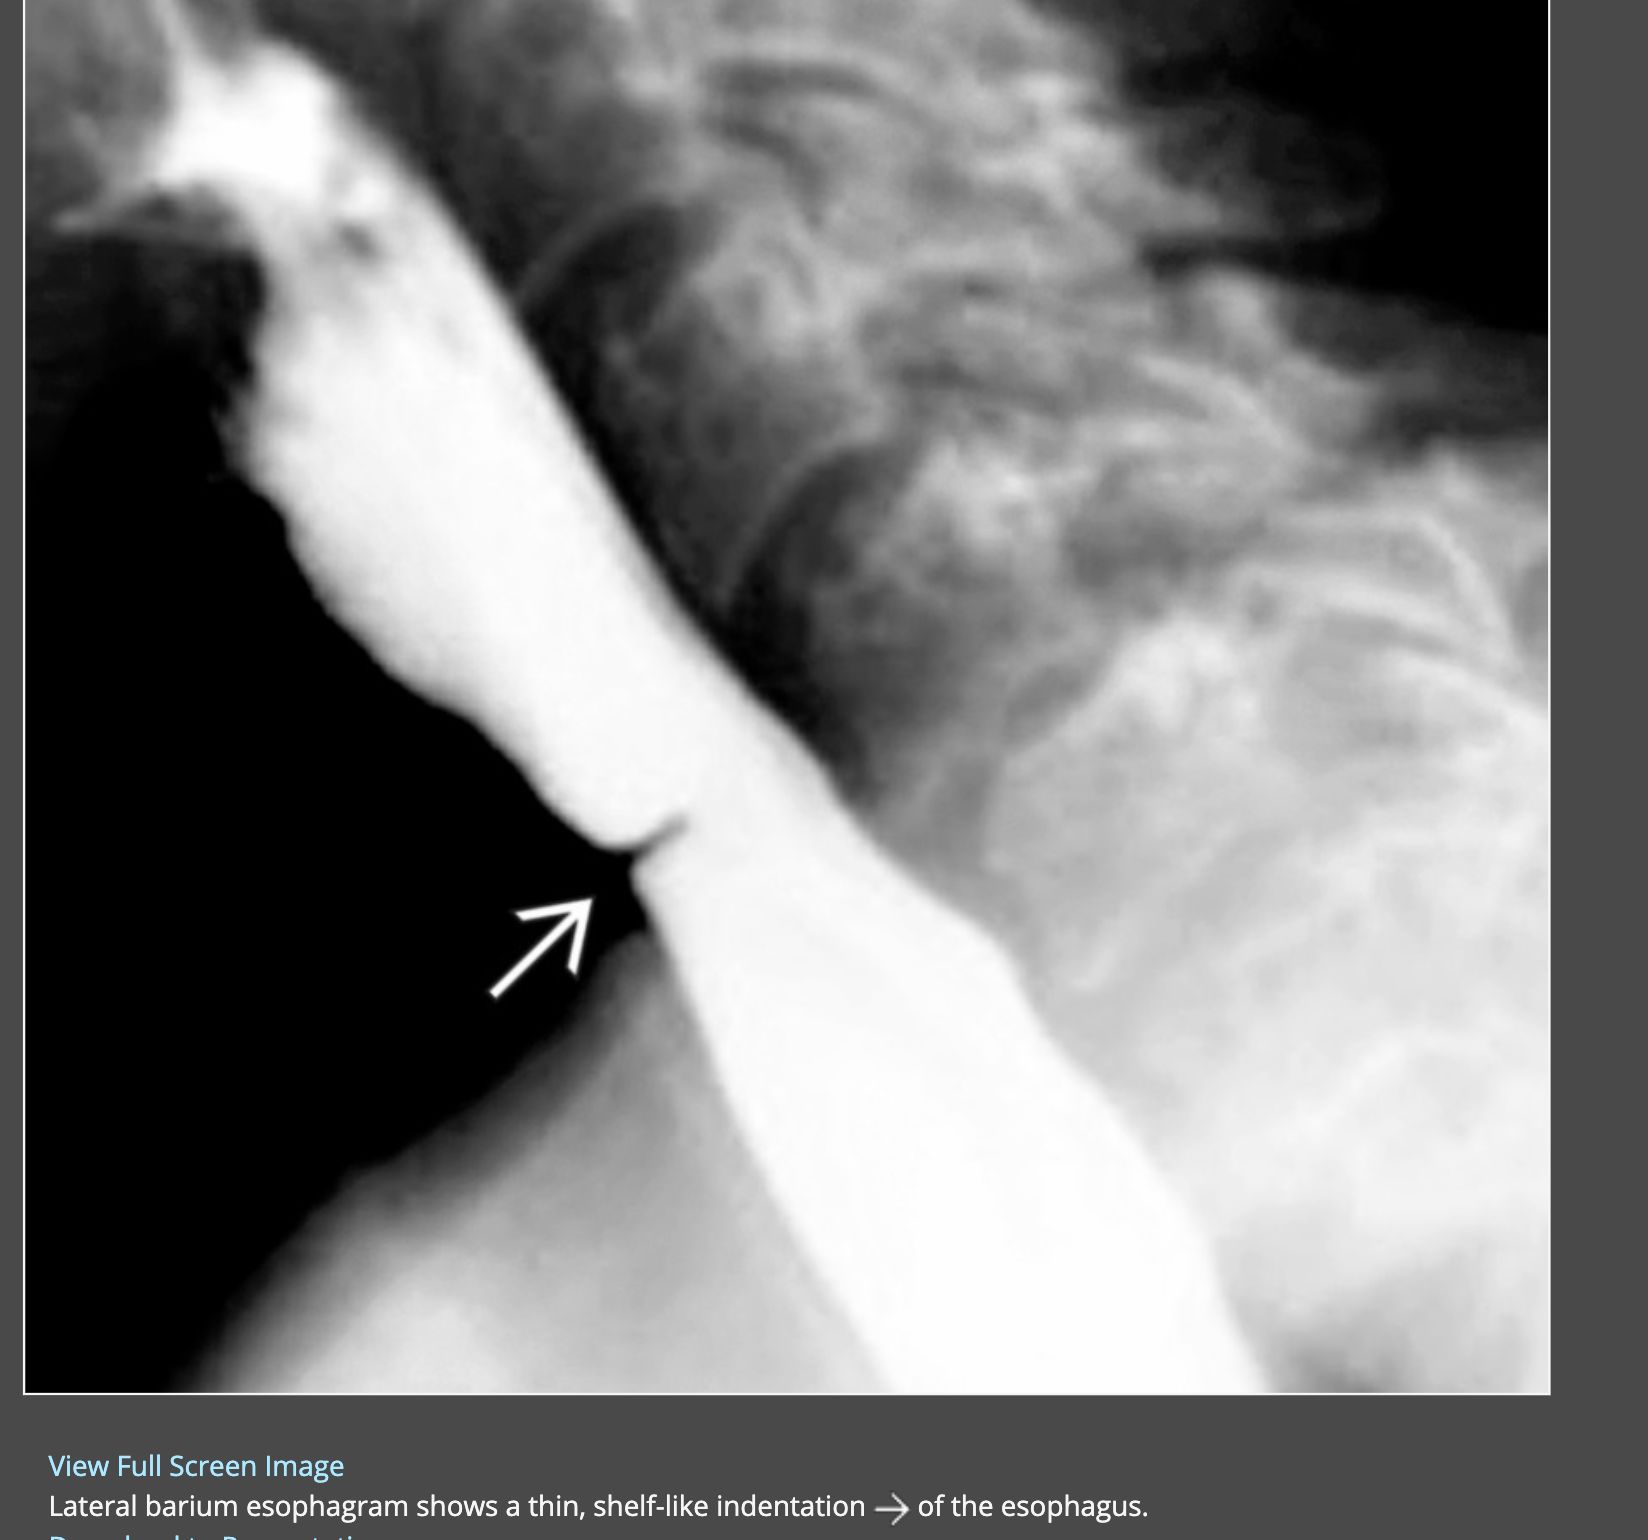 View Full Screen Image
Lateral barium esophagram shows a thin, shelf-like indentation → of the esophagus.